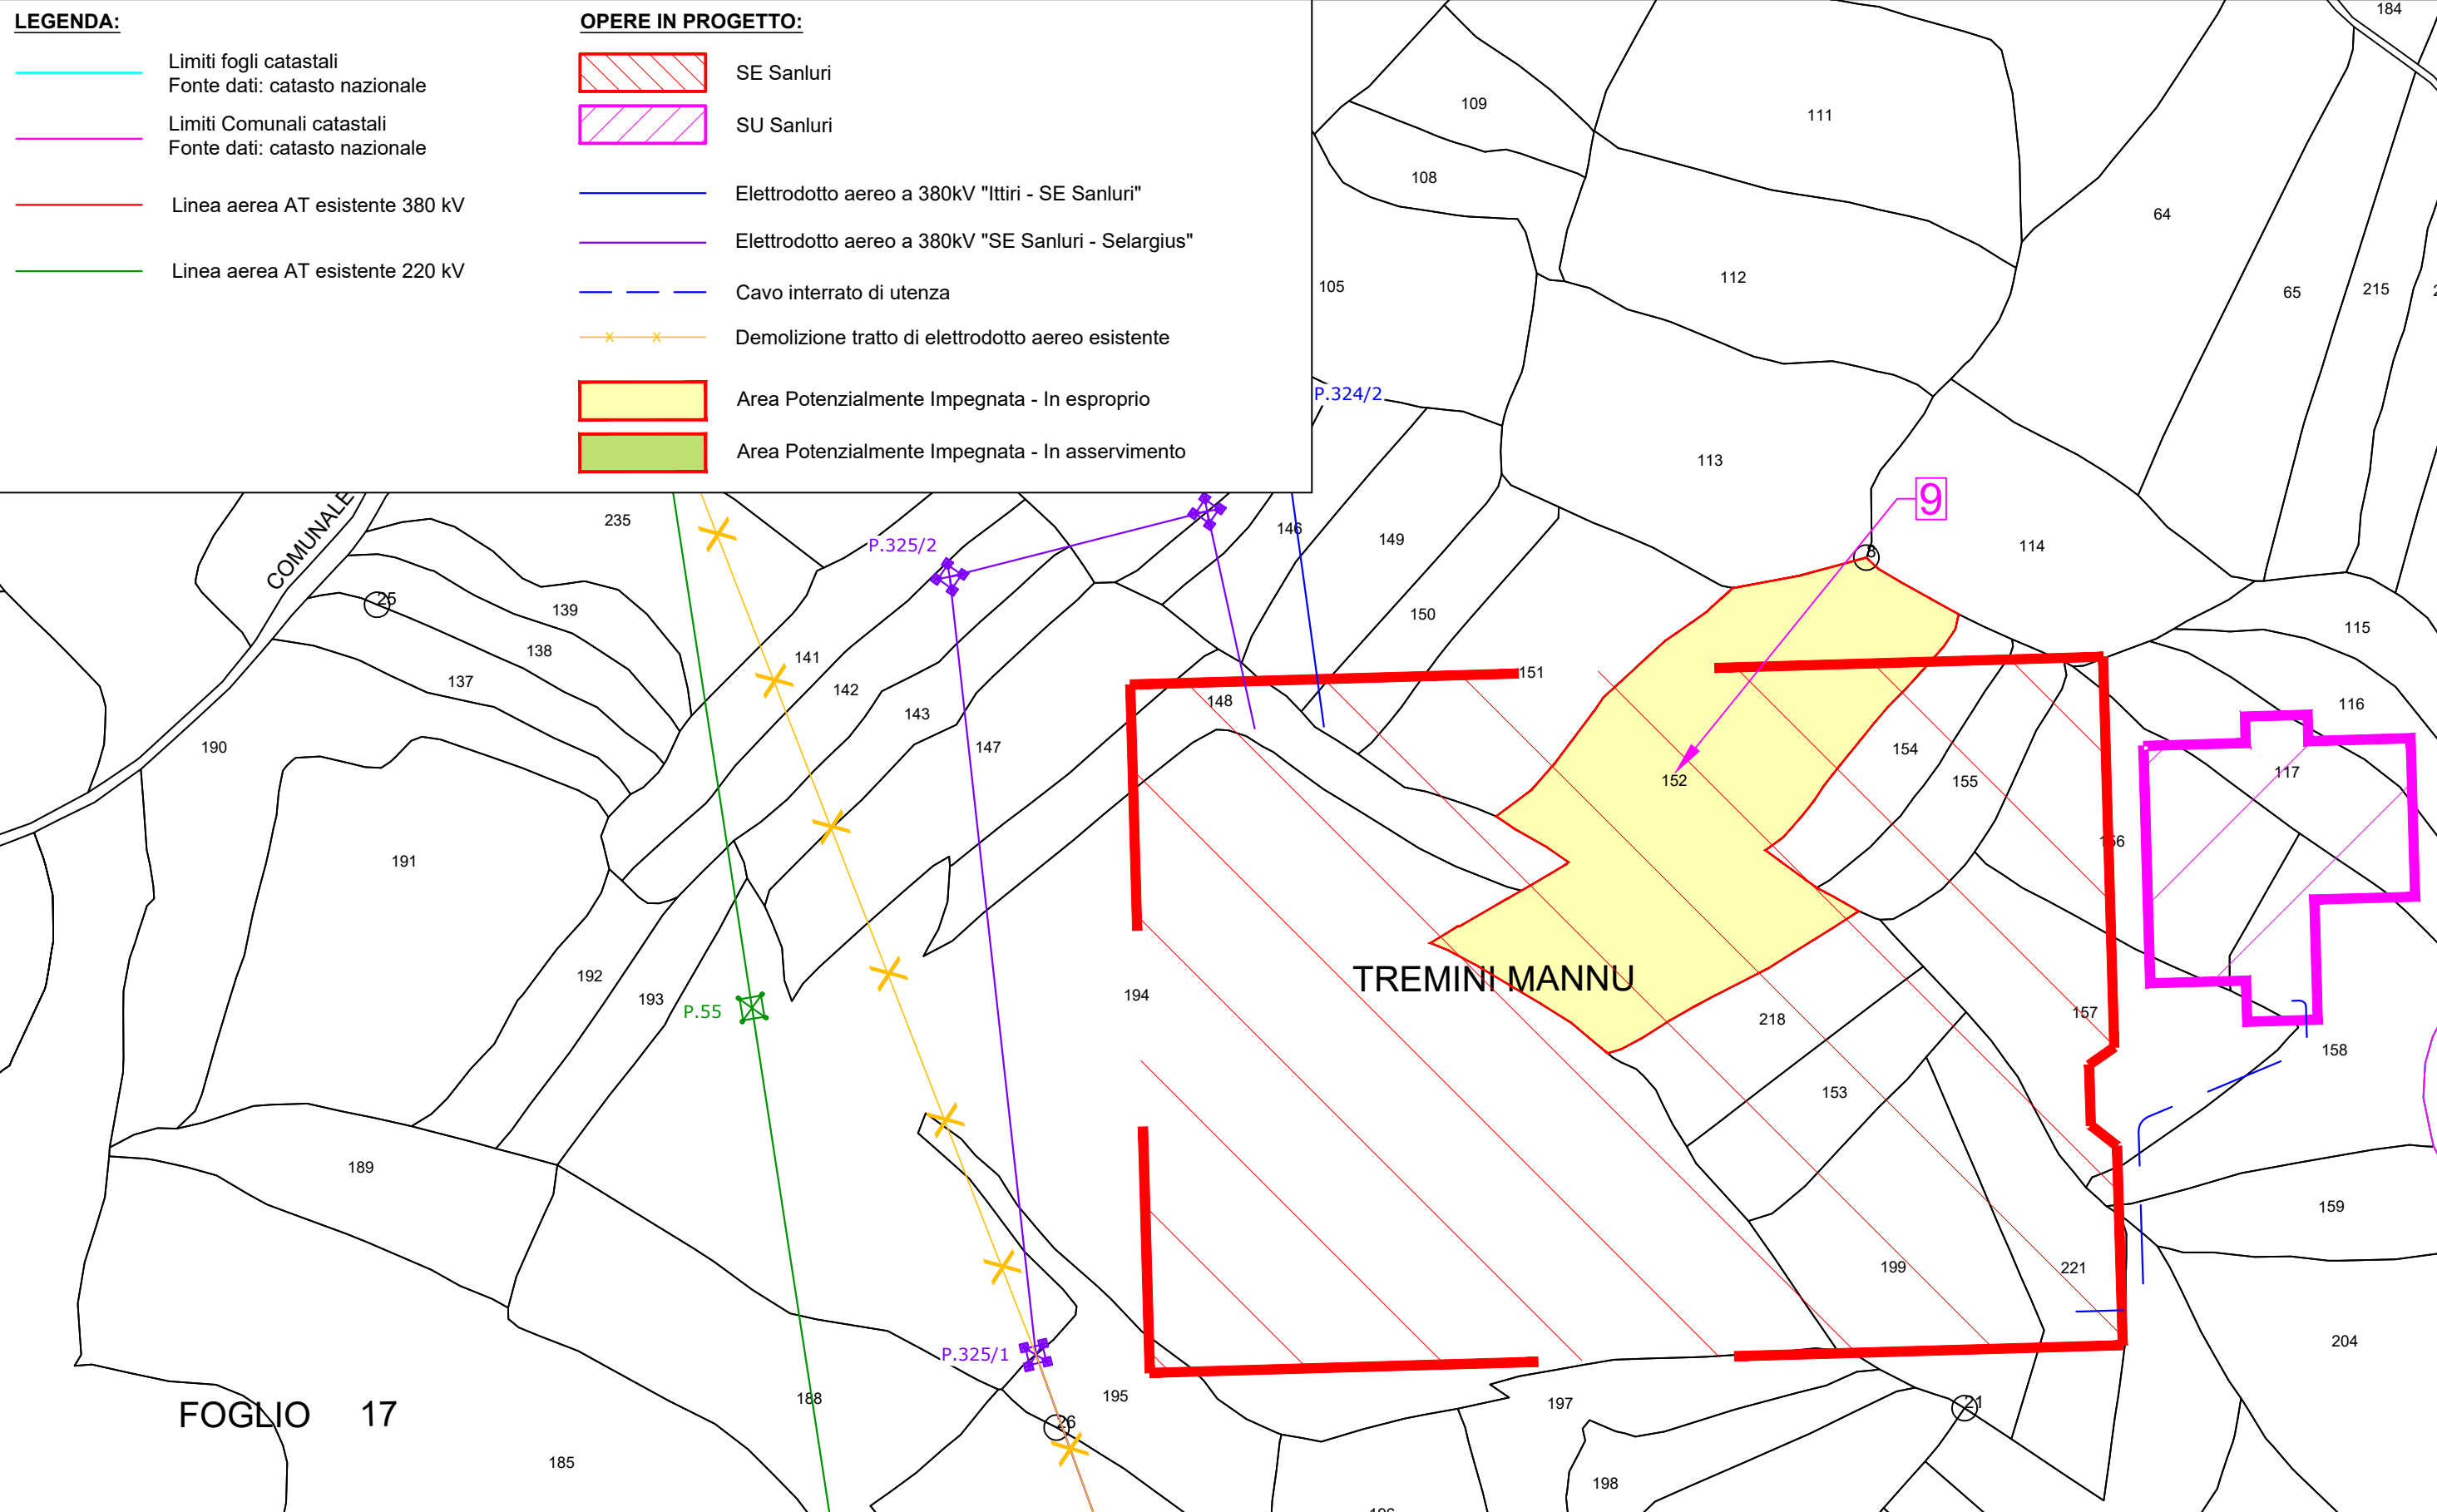 LEGENDA:
Limiti fogli catastali
Fonte dati: catasto nazionale
Limiti Comunali catastali
Fonte dati: catasto nazionale
Linea aerea AT esistente 380 kV
Linea aerea AT esistente 220 kV
OPERE IN PROGETTO:
SE Sanluri
SU Sanluri
Elettrodotto aereo a 380kV "Ittiri - SE Sanluri"
Elettrodotto aereo a 380kV "SE Sanluri - Selargius"
Cavo interrato di utenza
Demolizione tratto di elettrodotto aereo esistente
Area Potenzialmente Impegnata - In esproprio
Area Potenzialmente Impegnata - In asservimento
184
109
111
108
64
105
112
65
215
P.324/2
113
9
COMUNALE
235
P.325/2
146
149
114
8
25
139
150
115
138
141
151
137
142
148
116
143
190
147
154
117
152
155
156
191
192
TREMINI MANNU
193
194
P.55
218
157
158
153
189
159
199
221
P.325/1
204
188
195
197
21
FOGLIO 17
26
185
198